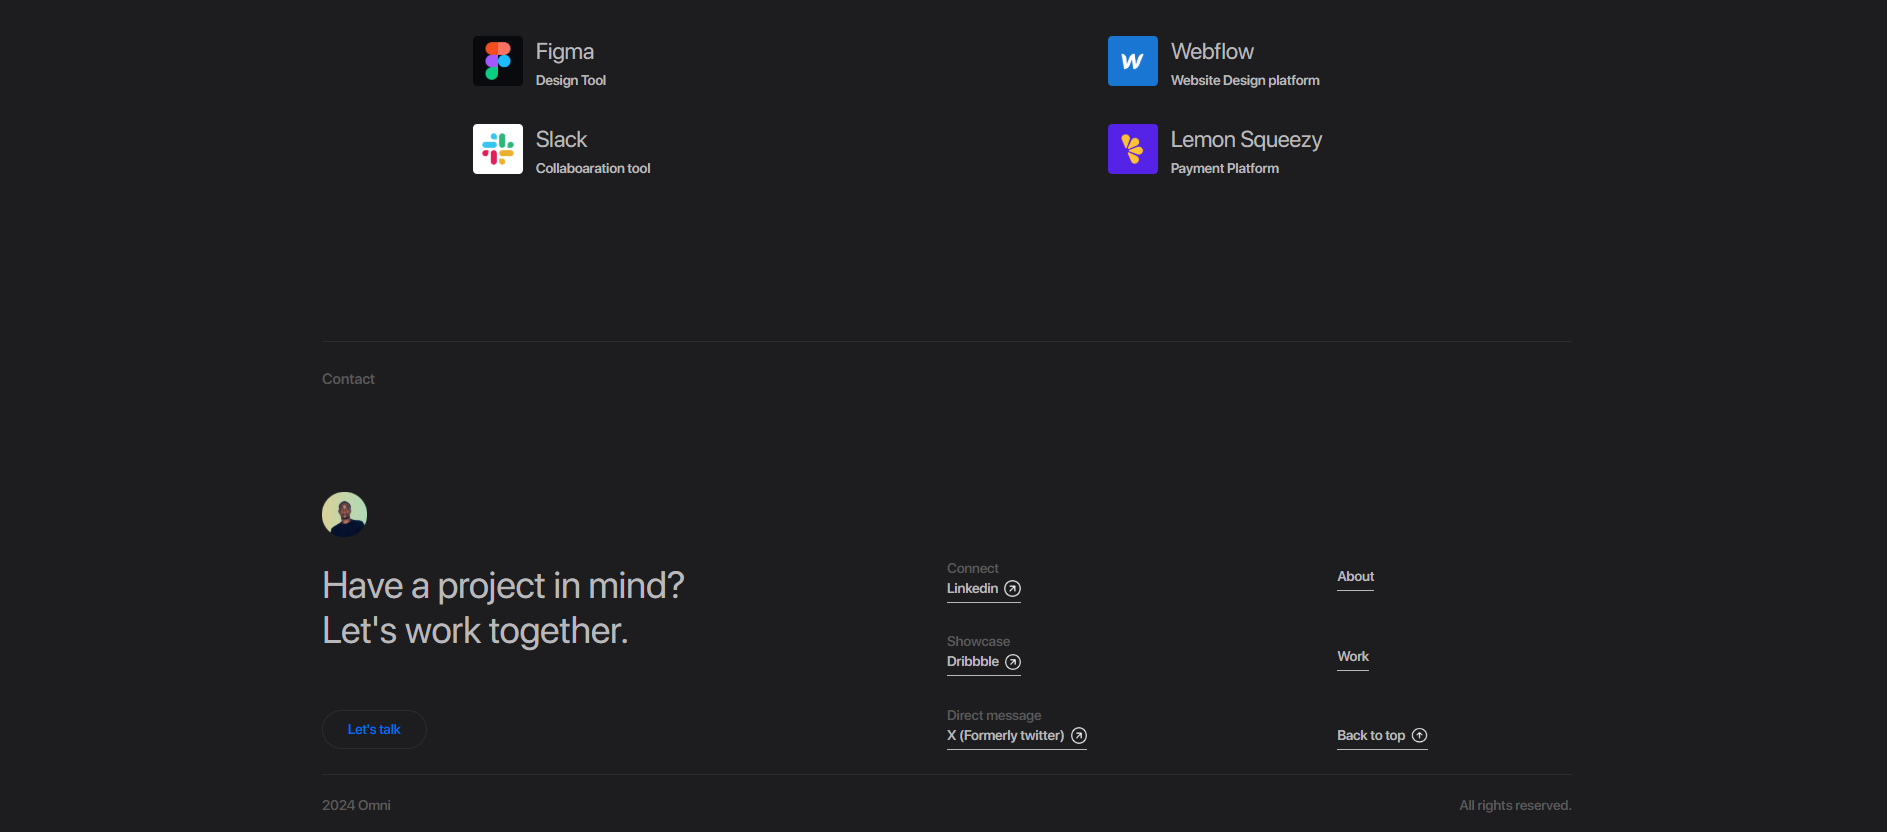 Figma
Design Tool
Webflow
Website Design platform
Slack
Collaboaration tool
Lemon Squeezy
Payment Platform
Contact
Have a project in mind?
Let's work together.
Let's talk
Connect
Linkedin
Showcase
Dribbble
Direct message
X (Formerly twitter)
About
Work
Back to top
2024 Omni
All rights reserved.